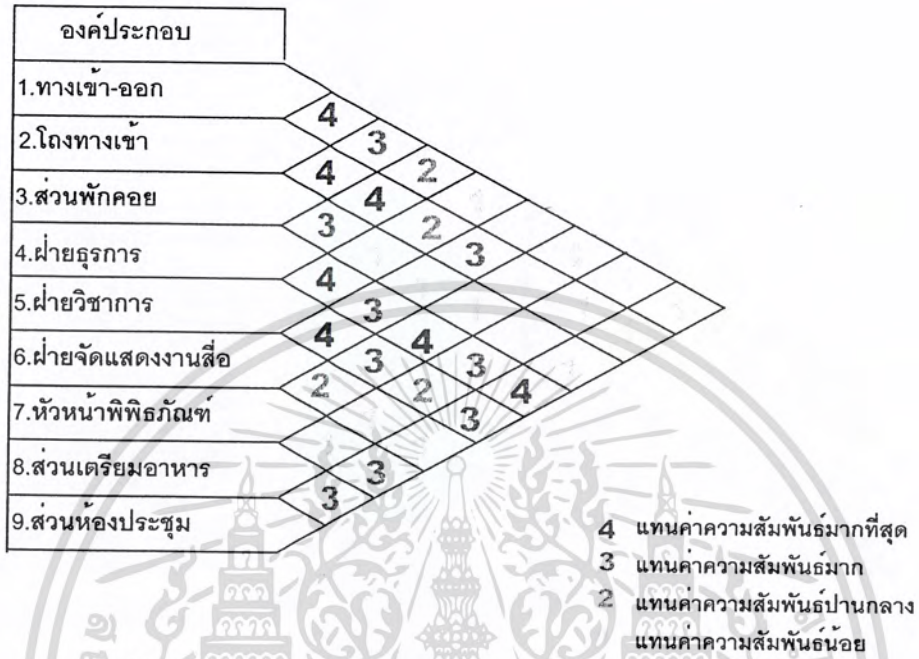 องค์ประกอบ
1.ทางเข้า-ออก
2.โถงทางเข้า
3.ส่วนพักคอย
4.ฝ่ายธุรการ
5.ฝ่ายวิชาการ
6.ฝ่ายจัดแสดงงานสื่อ
7.หัวหน้าพิพิธภัณฑ์
8.ส่วนเตรียมอาหาร
9.ส่วนห้องประชุม
4
3
4 2
4
3 2
3
4
3
4 4
3 3
2 2 4
3
3
3
4 แทนค่าความสัมพันธ์มากที่สุด
3 แทนค่าความสัมพันธ์มาก
2 แทนค่าความสัมพันธ์ปานกลาง
แทนค่าความสัมพันธ์น้อย